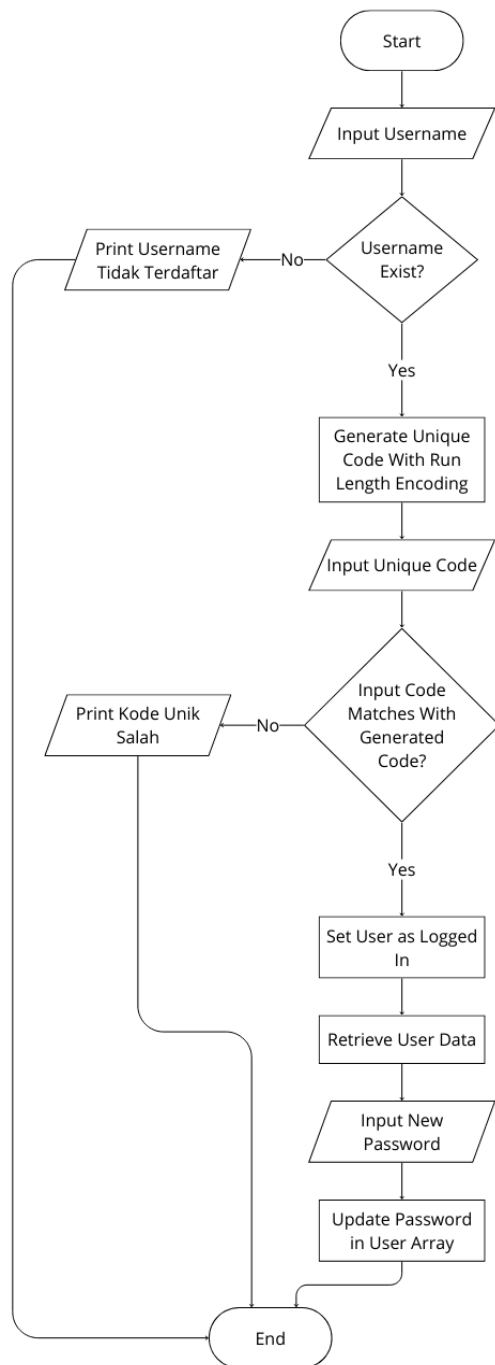 Start
Input Username
Username
Exist?
No
Print Username
Tidak Terdaftar
Yes
Generate Unique
Code With Run
Length Encoding
Input Unique Code
Input Code
Matches With
Generated
Code?
No
Print Kode Unik
Salah
Yes
Set User as Logged
In
Retrieve User Data
Input New
Password
Update Password
in User Array
End